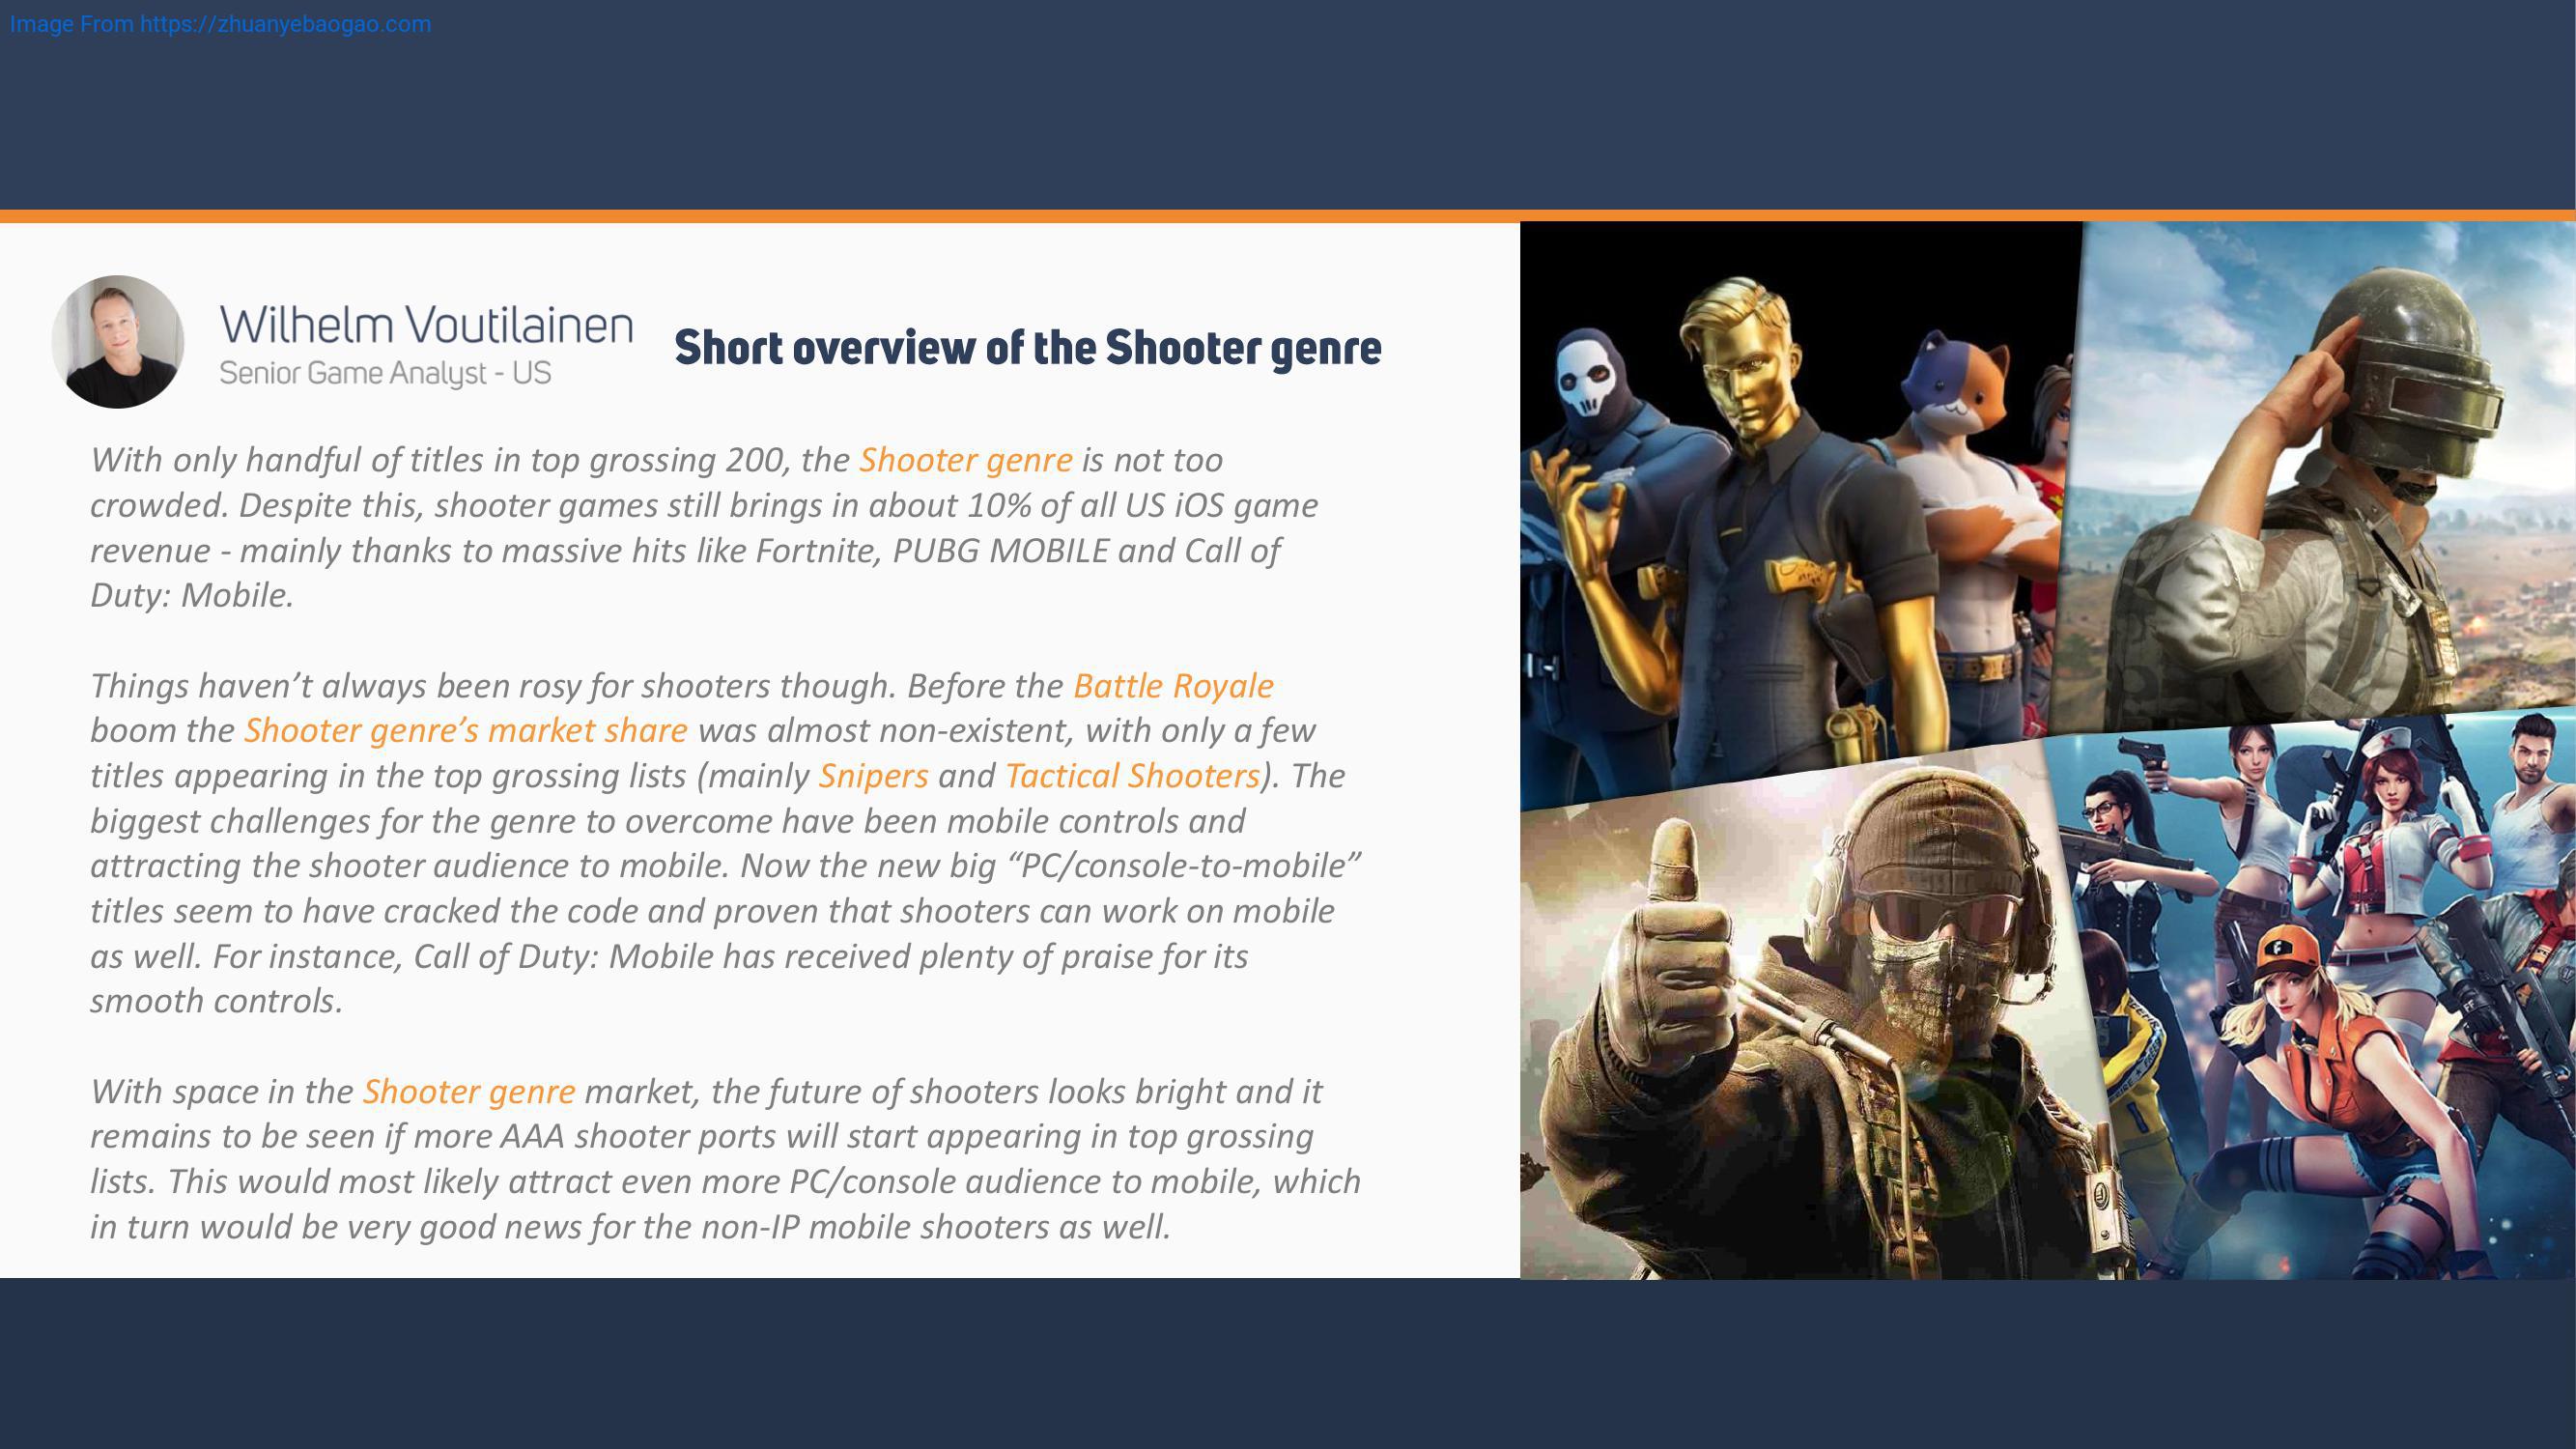 Image From https://zhuanyebaogao.com
Wilhelm Voutilainen
Senior Game Analyst - US
Short overview of the Shooter genre
With only handful of titles in top grossing 200, the Shooter genre is not too
crowded. Despite this, shooter games still brings in about 10% of all US iOS game
revenue - mainly thanks to massive hits like Fortnite, PUBG MOBILE and Call of
Duty: Mobile.
Things haven’t always been rosy for shooters though. Before the Battle Royale
boom the Shooter genre’s market share was almost non-existent, with only a few
titles appearing in the top grossing lists (mainly Snipers and Tactical Shooters). The
biggest challenges for the genre to overcome have been mobile controls and
attracting the shooter audience to mobile. Now the new big “PC/console-to-mobile”
titles seem to have cracked the code and proven that shooters can work on mobile
as well. For instance, Call of Duty: Mobile has received plenty of praise for its
smooth controls.
With space in the Shooter genre market, the future of shooters looks bright and it
remains to be seen if more AAA shooter ports will start appearing in top grossing
lists. This would most likely attract even more PC/console audience to mobile, which
in turn would be very good news for the non-IP mobile shooters as well.